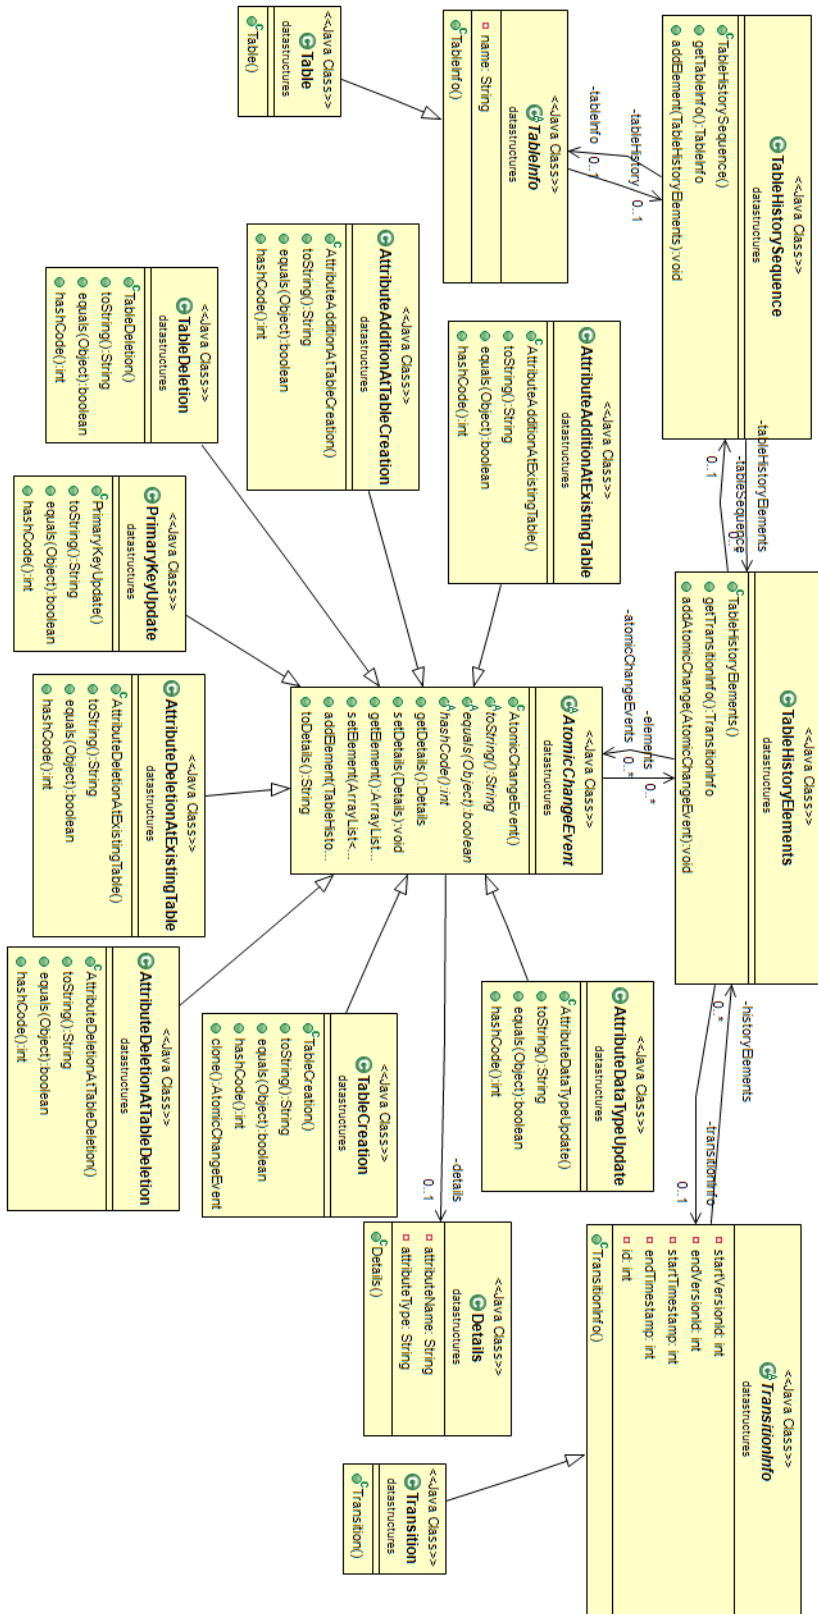 <<Java Class>>
TableHistorySequence
datastructures
TableHistorySequence()
getTableInfo():TableInfo
addElement(TableHistoryElements):void
-tableHistoryElements
0..*
-tableSequence
0..1
<<Java Class>>
TableHistoryElements
datastructures
TableHistoryElements()
getTransitionInfo():TransitionInfo
addAtomicChange(AtomicChangeEvent):void
-historyElements
0..*
-transitionInfo
0..1
<<Java Class>>
TransitionInfo
datastructures
startVersionId: int
endVersionId: int
startTimestamp: int
endTimestamp: int
id: int
TransitionInfo()
-tableHistory
0..1
-tableInfo
0..1
-elements
0..*
-atomicChangeEvents
0..*
<<Java Class>>
TableInfo
datastructures
name: String
TableInfo()
<<Java Class>>
AttributeAdditionAtExistingTable
datastructures
AttributeAdditionAtExistingTable()
toString():String
equals(Object):boolean
hashCode():int
<<Java Class>>
AtomicChangeEvent
datastructures
AtomicChangeEvent()
toString():String
equals(Object):boolean
hashCode():int
getDetails():Details
setDetails(Details):void
getElement():ArrayList...
setElement(ArrayList<...
addElement(TableHisto...
toDetails():String
<<Java Class>>
AttributeDataTypeUpdate
datastructures
AttributeDataTypeUpdate()
toString():String
equals(Object):boolean
hashCode():int
-details
0..1
<<Java Class>>
Details
datastructures
attributeName: String
attributeType: String
Details()
<<Java Class>>
Transition
datastructures
Transition()
<<Java Class>>
Table
datastructures
Table()
<<Java Class>>
AttributeAdditionAtTableCreation
datastructures
AttributeAdditionAtTableCreation()
toString():String
equals(Object):boolean
hashCode():int
<<Java Class>>
TableCreation
datastructures
TableCreation()
toString():String
equals(Object):boolean
hashCode():int
clone():AtomicChangeEvent
<<Java Class>>
TableDeletion
datastructures
TableDeletion()
toString():String
equals(Object):boolean
hashCode():int
<<Java Class>>
PrimaryKeyUpdate
datastructures
PrimaryKeyUpdate()
toString():String
equals(Object):boolean
hashCode():int
<<Java Class>>
AttributeDeletionAtExistingTable
datastructures
AttributeDeletionAtExistingTable()
toString():String
equals(Object):boolean
hashCode():int
<<Java Class>>
AttributeDeletionAtTableDeletion
datastructures
AttributeDeletionAtTableDeletion()
toString():String
equals(Object):boolean
hashCode():int